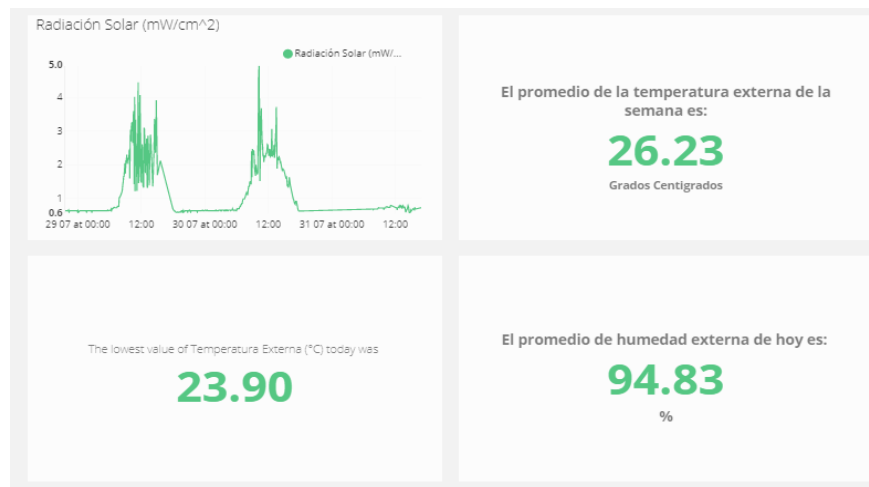 Radiación Solar (mW/cm^2)
Radiación Solar (mW/...
5.0
4
3
2
1
0.6
29 07 at 00:00 12:00 30 07 at 00:00 12:00 31 07 at 00:00 12:00
El promedio de la temperatura externa de la
semana es:
26.23
Grados Centigrados
The lowest value of Temperatura Externa (°C) today was
23.90
El promedio de humedad externa de hoy es:
94.83
%